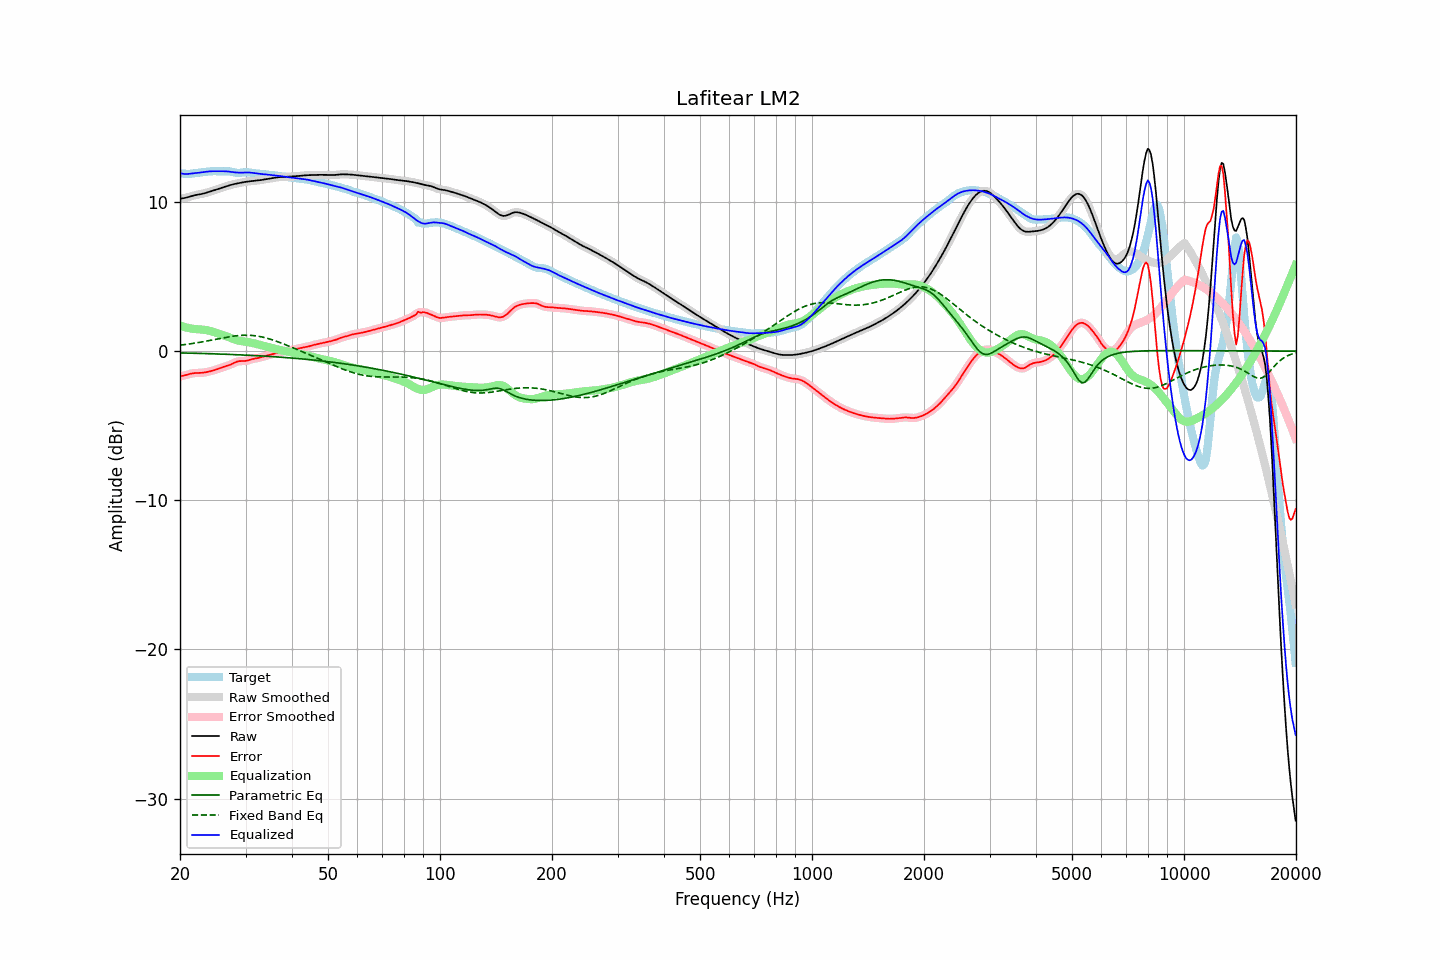 Lafitear LM2
Amplitude (dBr)
10
0
−10
−20
−30
Target
Raw Smoothed
Error Smoothed
Raw
Error
Equalization
Parametric Eq
Fixed Band Eq
Equalized
20 50 100 200 500 1000 2000 5000 10000 20000
Frequency (Hz)